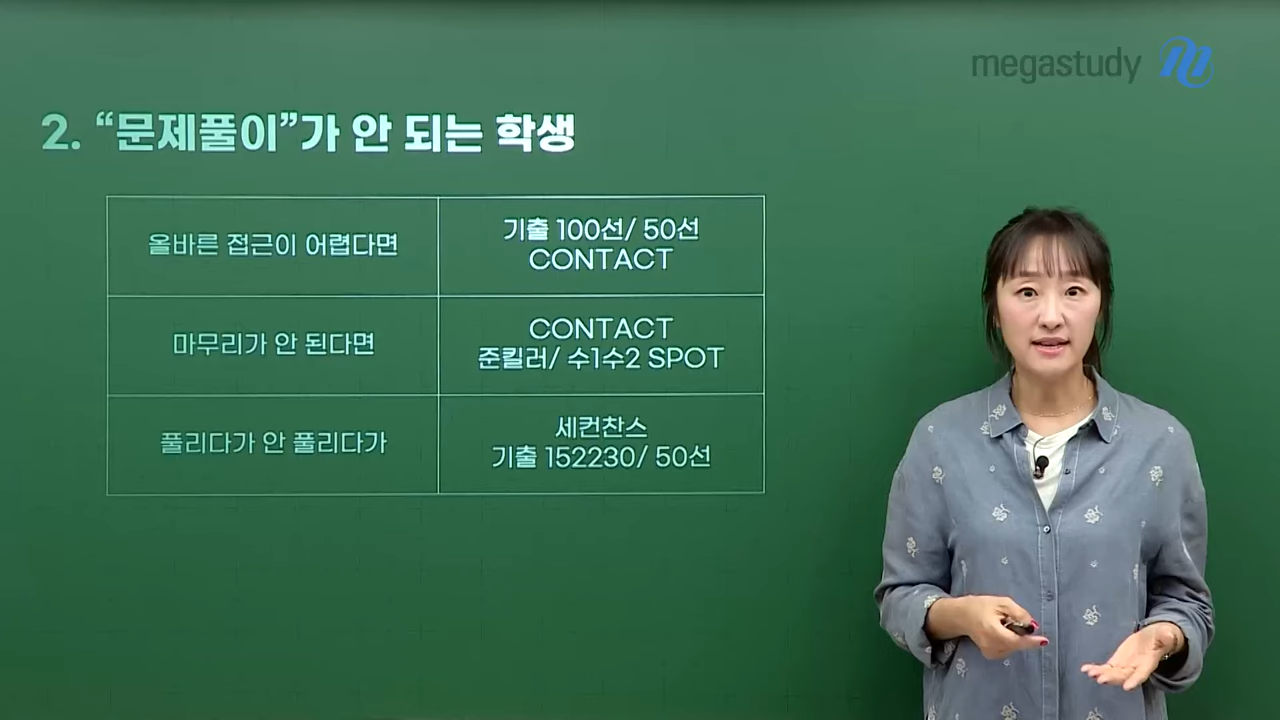 megastudy
2. “문제풀이”가 안 되는 학생
올바른 접근이 어렵다면
기출 100선/ 50선
CONTACT
마무리가 안 된다면
CONTACT
준킬러/ 수1수2 SPOT
풀리다가 안 풀리다가
세컨찬스
기출 152230/ 50선